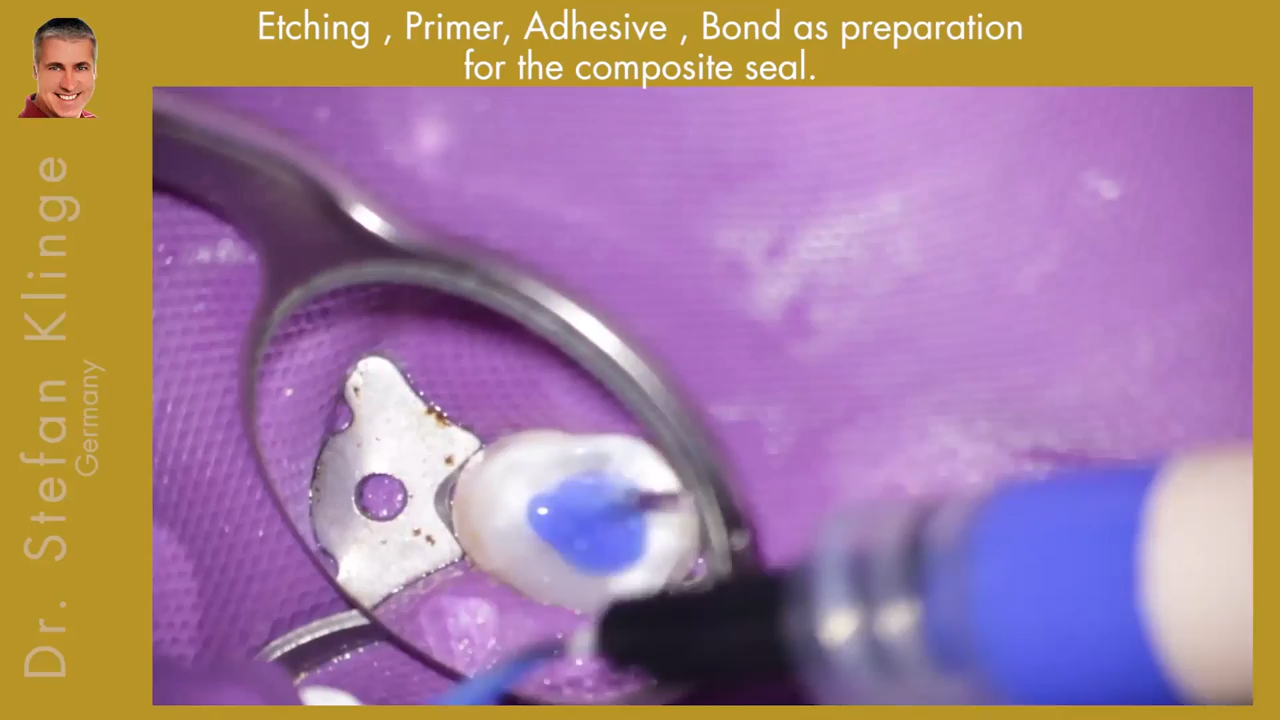 Etching , Primer, Adhesive , Bond as preparation
for the composite seal.
Dr. Stefan Klinge
Germany